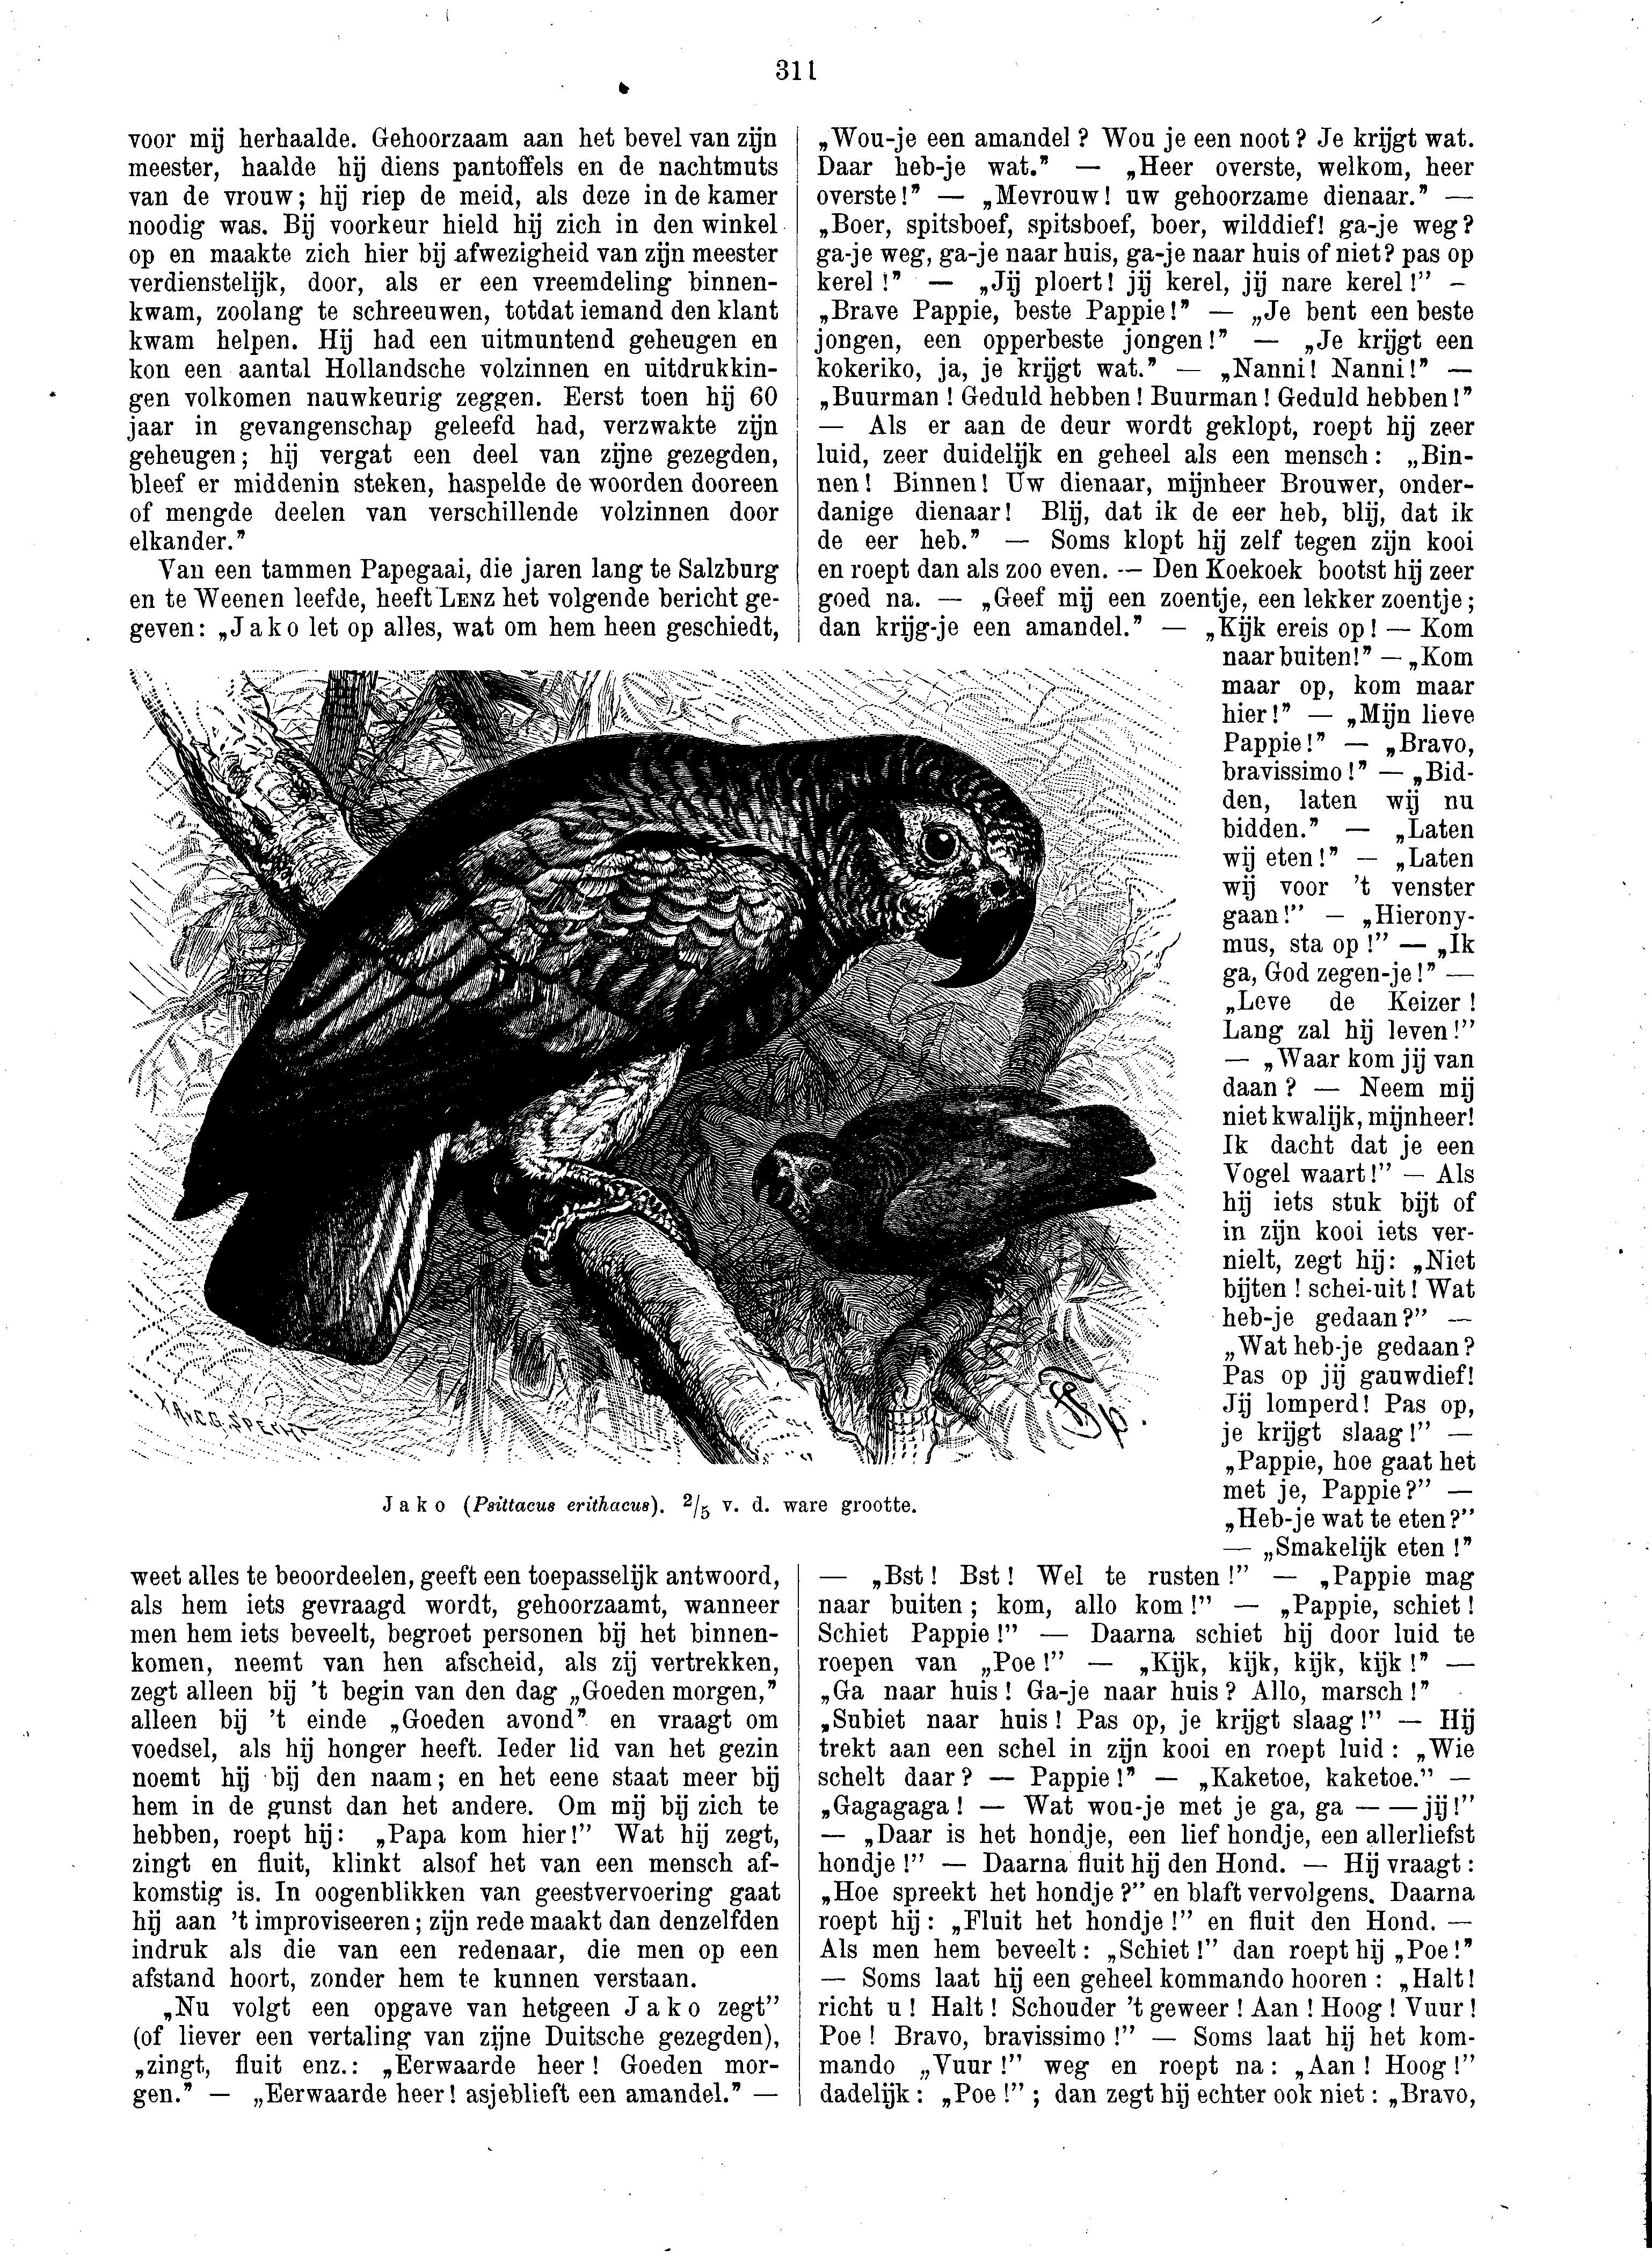 311
voor mij herhaalde. Gehoorzaam aan het bevel van zijn
meester, haalde hij diens pantoffels en de nachtmuts
van de vrouw; hij riep de meid, als deze in de kamer
noodig was. Bij voorkeur hield hij zich in den winkel
op en maakte zich hier bij afwezigheid van zijn meester
verdienstelijk, door, als er een vreemdeling binnen-
kwam, zoolang te schreeuwen, totdat iemand den klant
kwam helpen. Hij had een uitmuntend geheugen en
kon een aantal Hollandsche volzinnen en uitdrukkin-
gen volkomen nauwkeurig zeggen. Eerst toen hij 60
jaar in gevangenschap geleefd had, verzwakte zijn
geheugen; hij vergat een deel van zijne gezegden,
bleef er middenin steken, haspelde de woorden dooreen
of mengde deelen van verschillende volzinnen door
elkander.”
Van een tammen Papegaai, die jaren lang te Salzburg
en te Weenen leefde, heeft LENZ het volgende bericht ge-
geven: „Jako let op alles, wat om hem heen geschiedt,
X.A.v.C.G. SPECHT
FSp.
Jako (Psittacus erithacus). 2/5 v. d. ware grootte.
weet alles te beoordeelen, geeft een toepasselijk antwoord,
als hem iets gevraagd wordt, gehoorzaamt, wanneer
men hem iets beveelt, begroet personen bij het binnen-
komen, neemt van hen afscheid, als zij vertrekken,
zegt alleen bij ’t begin van den dag „Goeden morgen,”
alleen bij ’t einde „Goeden avond” en vraagt om
voedsel, als hij honger heeft. Ieder lid van het gezin
noemt hij bij den naam; en het eene staat meer bij
hem in de gunst dan het andere. Om mij bij zich te
hebben, roept hij: „Papa kom hier!” Wat hij zegt,
zingt en fluit, klinkt alsof het van een mensch af-
komstig is. In oogenblikken van geestvervoering gaat
hij aan ’t improviseeren; zijn rede maakt dan denzelfden
indruk als die van een redenaar, die men op een
afstand hoort, zonder hem te kunnen verstaan.
„Nu volgt een opgave van hetgeen Jako zegt”
(of liever een vertaling van zijne Duitsche gezegden),
„zingt, fluit enz.: „Eerwaarde heer! Goeden mor-
gen.” — „Eerwaarde heer! asjeblieft een amandel.” —
„Wou-je een amandel? Wou je een noot? Je krijgt wat.
Daar heb-je wat.” — „Heer overste, welkom, heer
overste!” — „Mevrouw! uw gehoorzame dienaar.” —
„Boer, spitsboef, spitsboef, boer, wilddief! ga-je weg?
ga-je weg, ga-je naar huis, ga-je naar huis of niet? pas op
kerel!” — „Jij ploert! jij kerel, jij nare kerel!” –
„Brave Pappie, beste Pappie!” — „Je bent een beste
jongen, een opperbeste jongen!” — „Je krijgt een
kokeriko, ja, je krijgt wat.” — „Nanni! Nanni!” —
„Buurman! Geduld hebben! Buurman! Geduld hebben!”
— Als er aan de deur wordt geklopt, roept hij zeer
luid, zeer duidelijk en geheel als een mensch: „Bin-
nen! Binnen! Uw dienaar, mijnheer Brouwer, onder-
danige dienaar! Blij, dat ik de eer heb, blij, dat ik
de eer heb.” — Soms klopt hij zelf tegen zijn kooi
en roept dan als zoo even. — Den Koekoek bootst hij zeer
goed na. — „Geef mij een zoentje, een lekker zoentje;
dan krijg-je een amandel.” — „Kijk ereis op! — Kom
naar buiten!” — „Kom
maar op, kom maar
hier!” — „Mijn lieve
Pappie!” — „Bravo,
bravissimo!” — „Bid-
den, laten wij nu
bidden.” — „Laten
wij eten!” — „Laten
wij voor ’t venster
gaan!” — „Hierony-
mus, sta op!” — „Ik
ga, God zegen-je!” —
„Leve de Keizer!
Lang zal hij leven!”
— „Waar kom jij van
daan? — Neem mij
niet kwalijk, mijnheer!
Ik dacht dat je een
Vogel waart!” — Als
hij iets stuk bijt of
in zijn kooi iets ver-
nielt, zegt hij: „Niet
bijten! schei-uit! Wat
heb-je gedaan?” —
„Wat heb-je gedaan?
Pas op jij gauwdief!
Jij lomperd! Pas op,
je krijgt slaag!” —
„Pappie, hoe gaat het
met je, Pappie?” —
„Heb-je wat te eten?”
— „Smakelijk eten!”
— „Bst! Bst! Wel te rusten!” — „Pappie mag
naar buiten; kom, allo kom!” — „Pappie, schiet!
Schiet Pappie!” — Daarna schiet hij door luid te
roepen van „Poe!” — „Kijk, kijk, kijk, kijk!” —
„Ga naar huis! Ga-je naar huis? Allo, marsch!”
„Subiet naar huis! Pas op, je krijgt slaag!” — Hij
trekt aan een schel in zijn kooi en roept luid: „Wie
schelt daar? — Pappie!” — „Kaketoe, kaketoe.” —
„Gagagaga! — Wat wou-je met je ga, ga — —jij!”
— „Daar is het hondje, een lief hondje, een allerliefst
hondje!” — Daarna fluit hij den Hond. — Hij vraagt:
„Hoe spreekt het hondje?” en blaft vervolgens. Daarna
roept hij: „Fluit het hondje!” en fluit den Hond. —
Als men hem beveelt: „Schiet!” dan roept hij „Poe!”
— Soms laat hij een geheel kommando hooren: „Halt!
richt u! Halt! Schouder ’t geweer! Aan! Hoog! Vuur!
Poe! Bravo, bravissimo!” — Soms laat hij het kom-
mando „Vuur!” weg en roept na: „Aan! Hoog!”
dadelijk: „Poe!”; dan zegt hij echter ook niet: „Bravo,